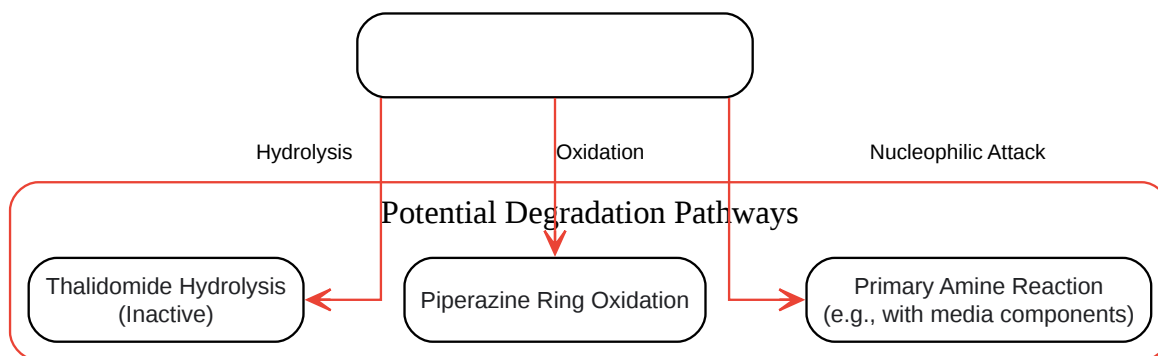 Hydrolysis
Oxidation
Nucleophilic Attack
Potential Degradation Pathways
Thalidomide Hydrolysis
(Inactive)
Piperazine Ring Oxidation
Primary Amine Reaction
(e.g., with media components)